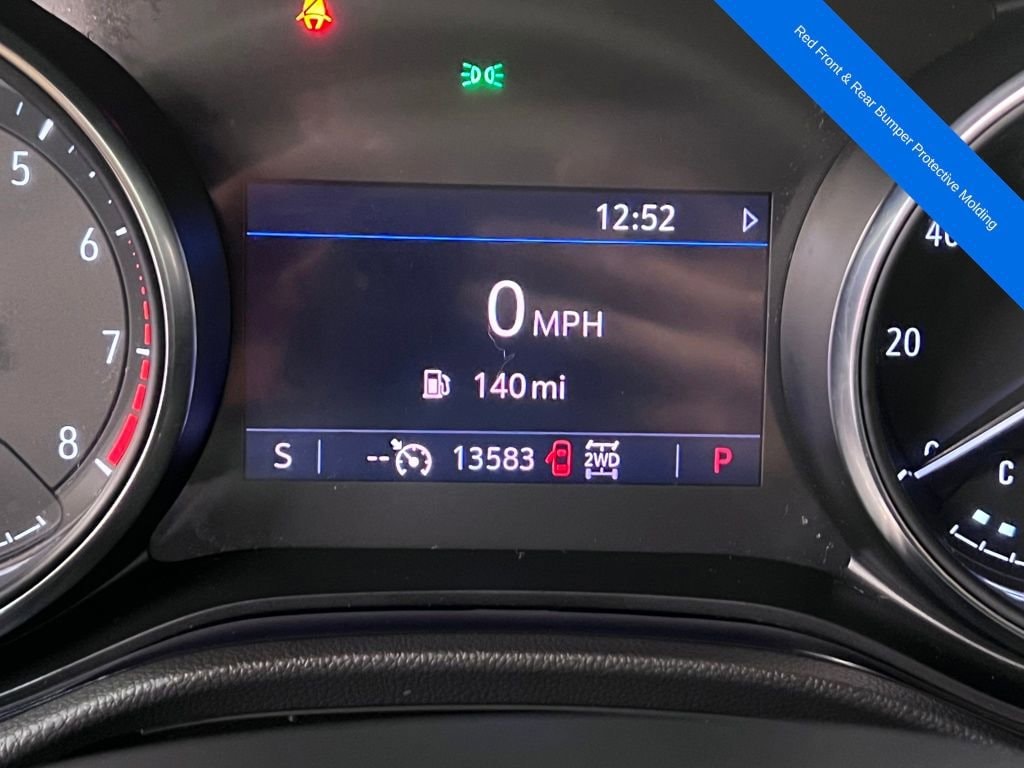 Red Front & Rear Bumper Protective Molding
5
6
7
8
12:52
0 MPH
140 mi
S
--
13583
2WD
P
40
20
C